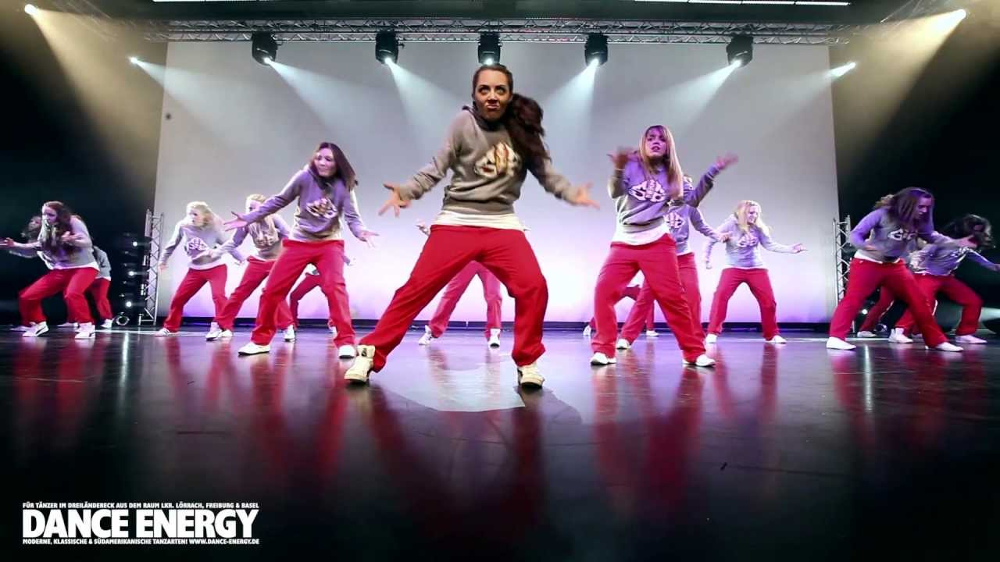 FÜR TÄNZER IM DREILÄNDERECK AUS DEM RAUM LKR. LÖRRACH, FREIBURG & BASEL
DANCE ENERGY
MODERNE, KLASSISCHE & SÜDAMERIKANISCHE TANZARTEN! WWW.DANCE-ENERGY.DE